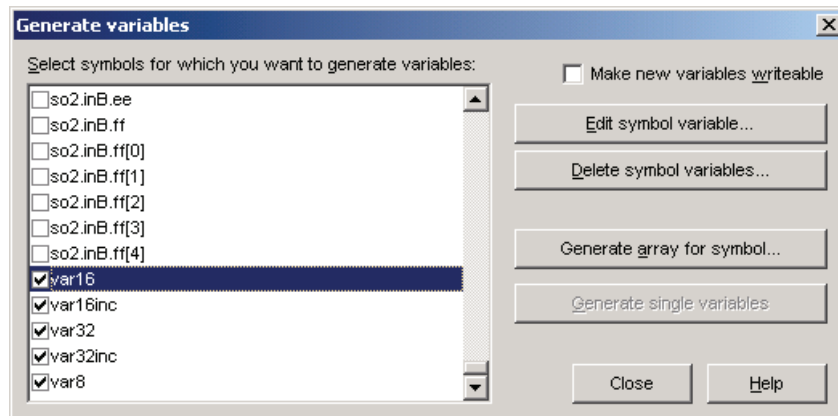 Generate variables
Select symbols for which you want to generate variables:
Make new variables writeable
so2.inB.ee
so2.inB.ff
so2.inB.ff[0]
so2.inB.ff[1]
so2.inB.ff[2]
so2.inB.ff[3]
so2.inB.ff[4]
var16
var16inc
var32
var32inc
var8
Edit symbol variable...
Delete symbol variables...
Generate array for symbol...
Generate single variables
Close
Help